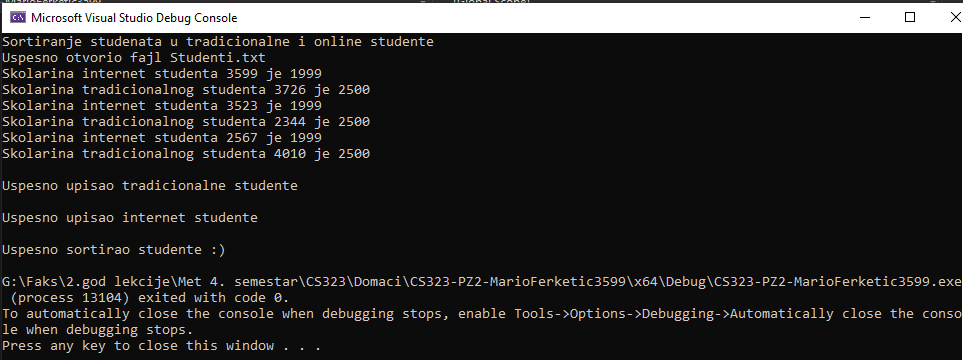 Microsoft Visual Studio Debug Console
Sortiranje studenata u tradicionalne i online studente
Uspesno otvorio fajl Studenti.txt
Skolarina internet studenta 3599 je 1999
Skolarina tradicionalnog studenta 3726 je 2500
Skolarina internet studenta 3523 je 1999
Skolarina tradicionalnog studenta 2344 je 2500
Skolarina internet studenta 2567 je 1999
Skolarina tradicionalnog studenta 4010 je 2500
Uspesno upisao tradicionalne studente
Uspesno upisao internet studente
Uspesno sortirao studente :)
G:\Faks\2.god lekcije\Met 4. semestar\CS323\Domaci\CS323-PZ2-MarioFerketic3599\x64\Debug\CS323-PZ2-MarioFerketic3599.exe
(process 13104) exited with code 0.
To automatically close the console when debugging stops, enable Tools->Options->Debugging->Automatically close the conso
le when debugging stops.
Press any key to close this window . . .